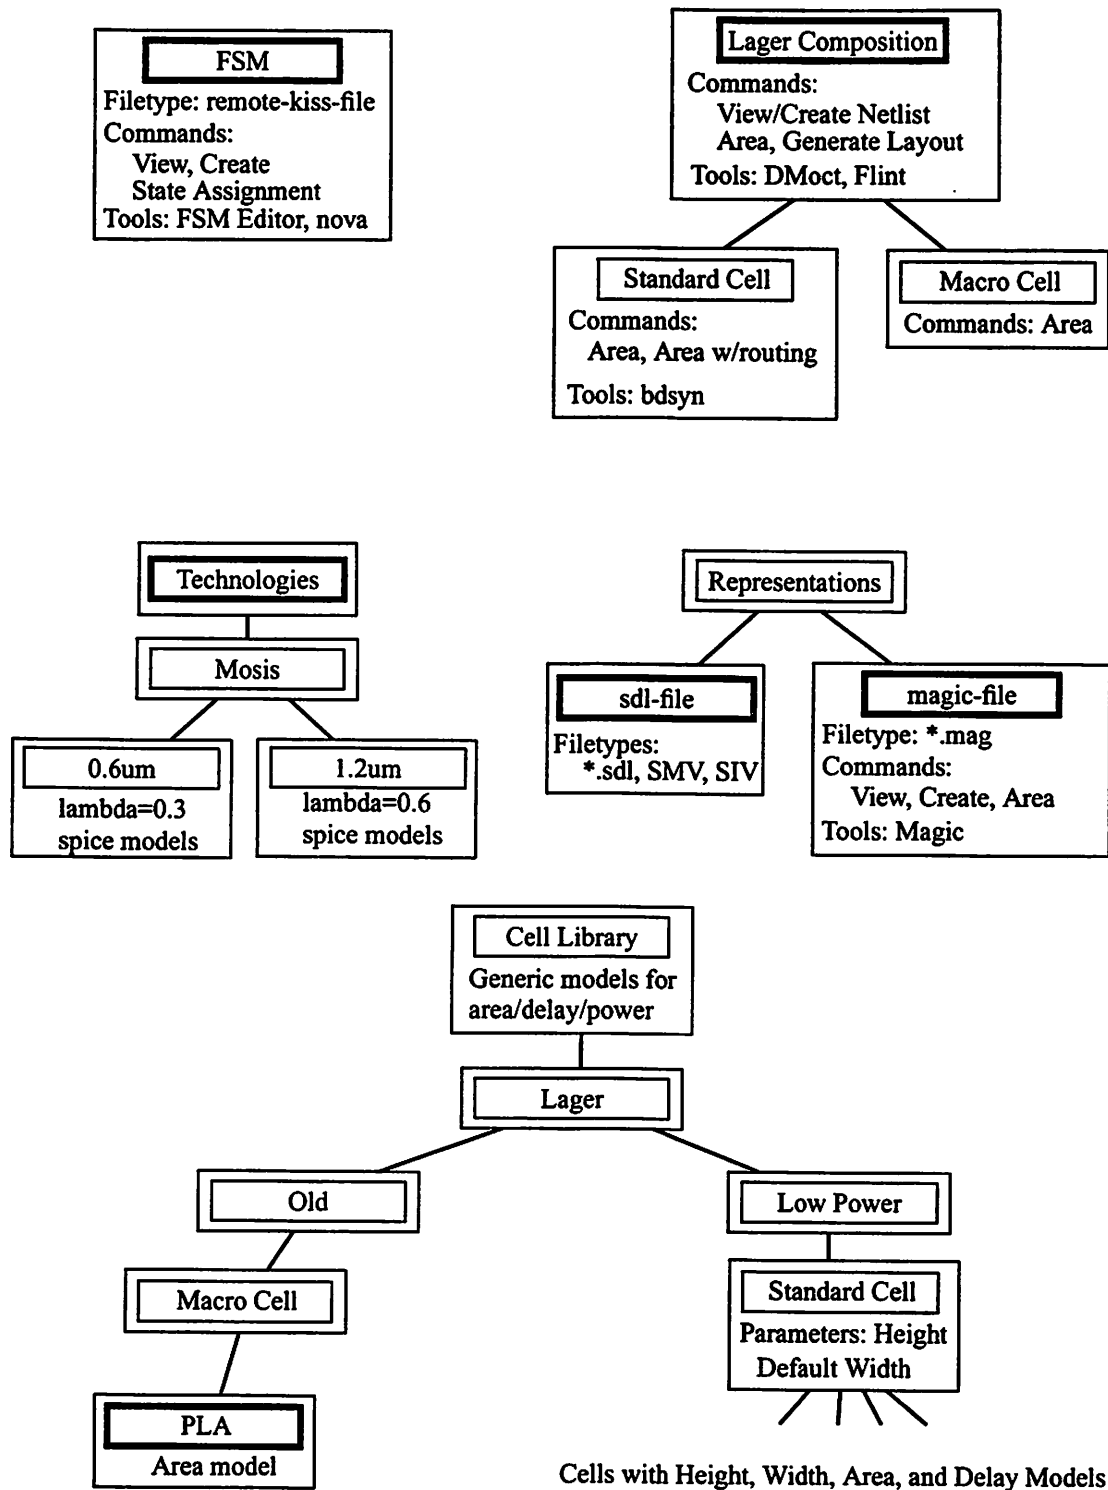 FSM
Filetype: remote-kiss-file
Commands:
View, Create
State Assignment
Tools: FSM Editor, nova
Lager Composition
Commands:
View/Create Netlist
Area, Generate Layout
Tools: DMoct, Flint
Standard Cell
Commands:
Area, Area w/routing
Tools: bdsyn
Macro Cell
Commands: Area
Technologies
Mosis
0.6um
lambda=0.3
spice models
1.2um
lambda=0.6
spice models
Representations
sdl-file
Filetypes:
*.sdl, SMV, SIV
magic-file
Filetype: *.mag
Commands:
View, Create, Area
Tools: Magic
Cell Library
Generic models for
area/delay/power
Lager
Old
Macro Cell
PLA
Area model
Low Power
Standard Cell
Parameters: Height
Default Width
Cells with Height, Width, Area, and Delay Models